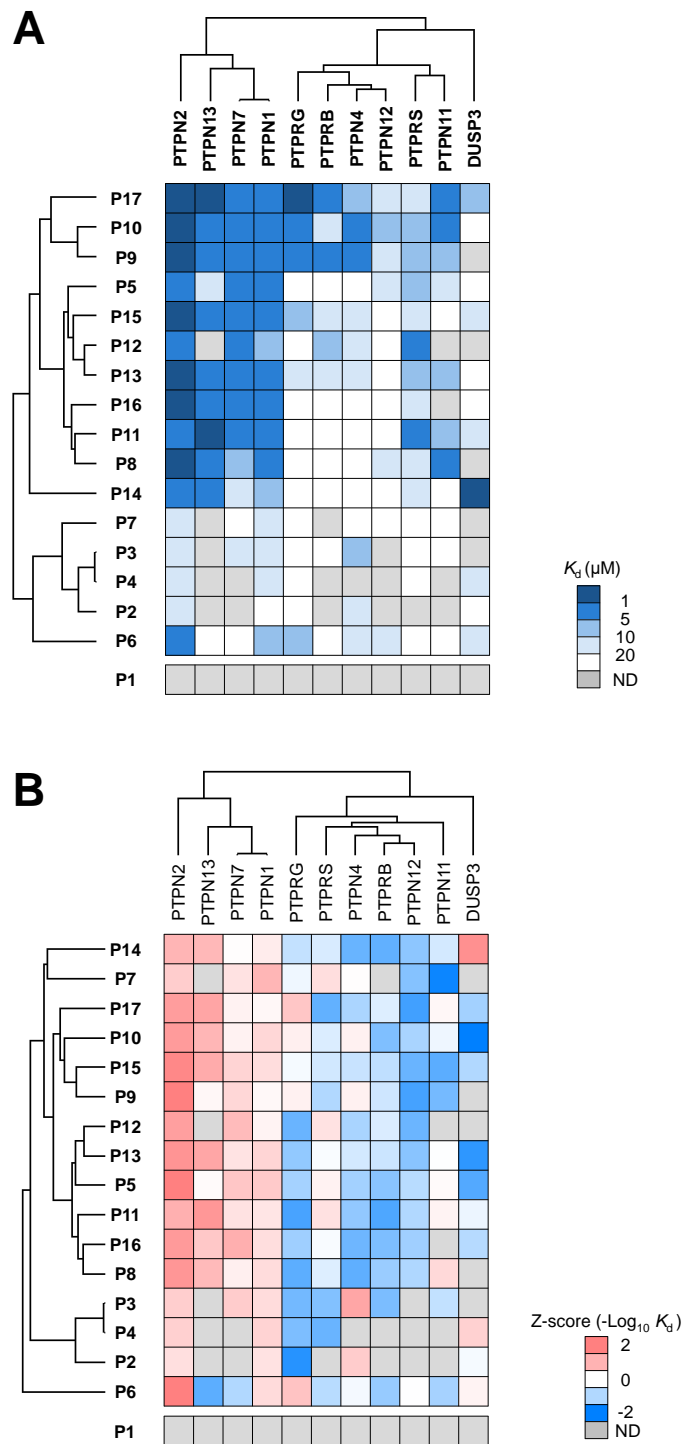 A
PTPN2 PTPN13 PTPN7 PTPN1 PTPRG PTPRB PTPN4 PTPN12 PTPRS PTPN11 DUSP3
P17
P10
P9
P5
P15
P12
P13
P16
P11
P8
P14
P7
P3
P4
P2
P6
P1
Kd (µM)
1
5
10
20
ND
B
PTPN2 PTPN13 PTPN7 PTPN1 PTPRG PTPRS PTPN4 PTPRB PTPN12 PTPN11 DUSP3
P14
P7
P17
P10
P15
P9
P12
P13
P5
P11
P16
P8
P3
P4
P2
P6
P1
Z-score (-Log10 Kd)
2
0
-2
ND